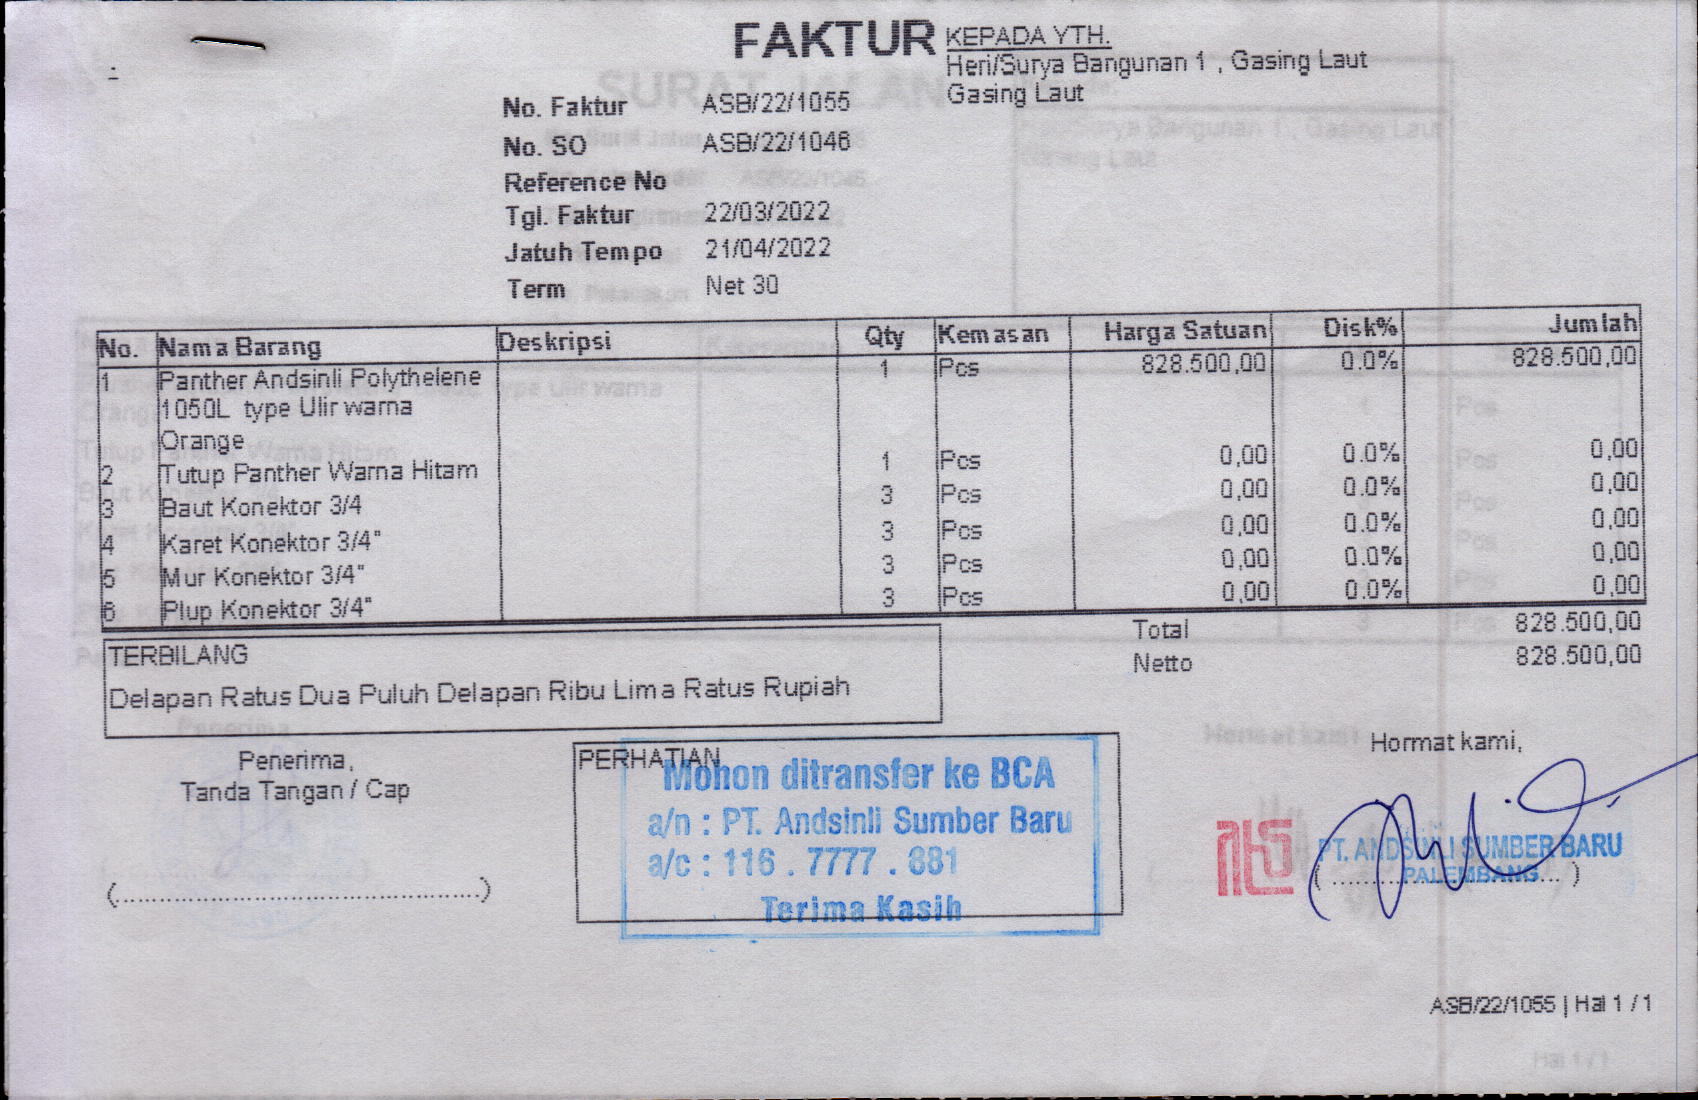 FAKTUR
KEPADA YTH.
Heri/Surya Bangunan 1 , Gasing Laut
Gasing Laut
No. Faktur ASB/22/1055
No. SO ASB/22/1046
Reference No
Tgl. Faktur 22/03/2022
Jatuh Tempo 21/04/2022
Term Net 30
No. Nama Barang Deskripsi Qty Kemasan Harga Satuan Disk% Jumlah
1 Panther Andsinli Polythelene 1 Pcs 828.500,00 0.0% 828.500,00
1050L type Ulir warna
Orange
2 Tutup Panther Warna Hitam 1 Pcs 0,00 0.0% 0,00
3 Baut Konektor 3/4 3 Pcs 0,00 0.0% 0,00
4 Karet Konektor 3/4" 3 Pcs 0,00 0.0% 0,00
5 Mur Konektor 3/4" 3 Pcs 0,00 0.0% 0,00
6 Plup Konektor 3/4" 3 Pcs 0,00 0.0% 0,00
Total 828.500,00
Netto 828.500,00
TERBILANG
Delapan Ratus Dua Puluh Delapan Ribu Lima Ratus Rupiah
Penerima,
Tanda Tangan / Cap
(................................................)
PERHATIAN
Mohon ditransfer ke BCA
a/n : PT. Andsinli Sumber Baru
a/c : 116 . 7777 . 881
Terima Kasih
Hormat kami,
PT. ANDSINLI SUMBER BARU
PALEMBANG
ASB/22/1055 | Hal 1 / 1